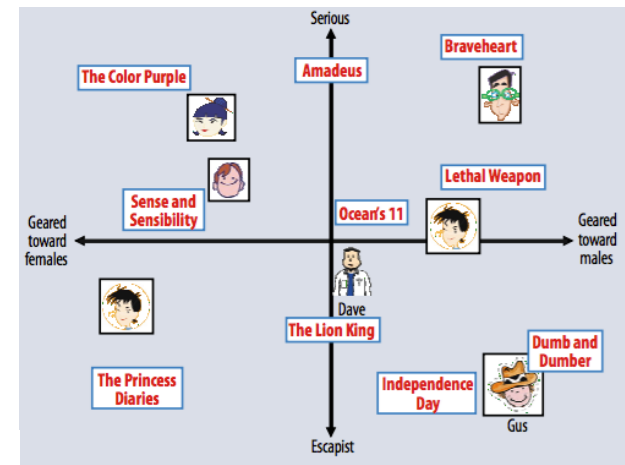 Serious
Braveheart
Amadeus
The Color Purple
Lethal Weapon
Sense and
Sensibility
Ocean's 11
Geared
toward
females
Geared
toward
males
Dave
The Lion King
Dumb and
Dumber
The Princess
Diaries
Independence
Day
Gus
Escapist